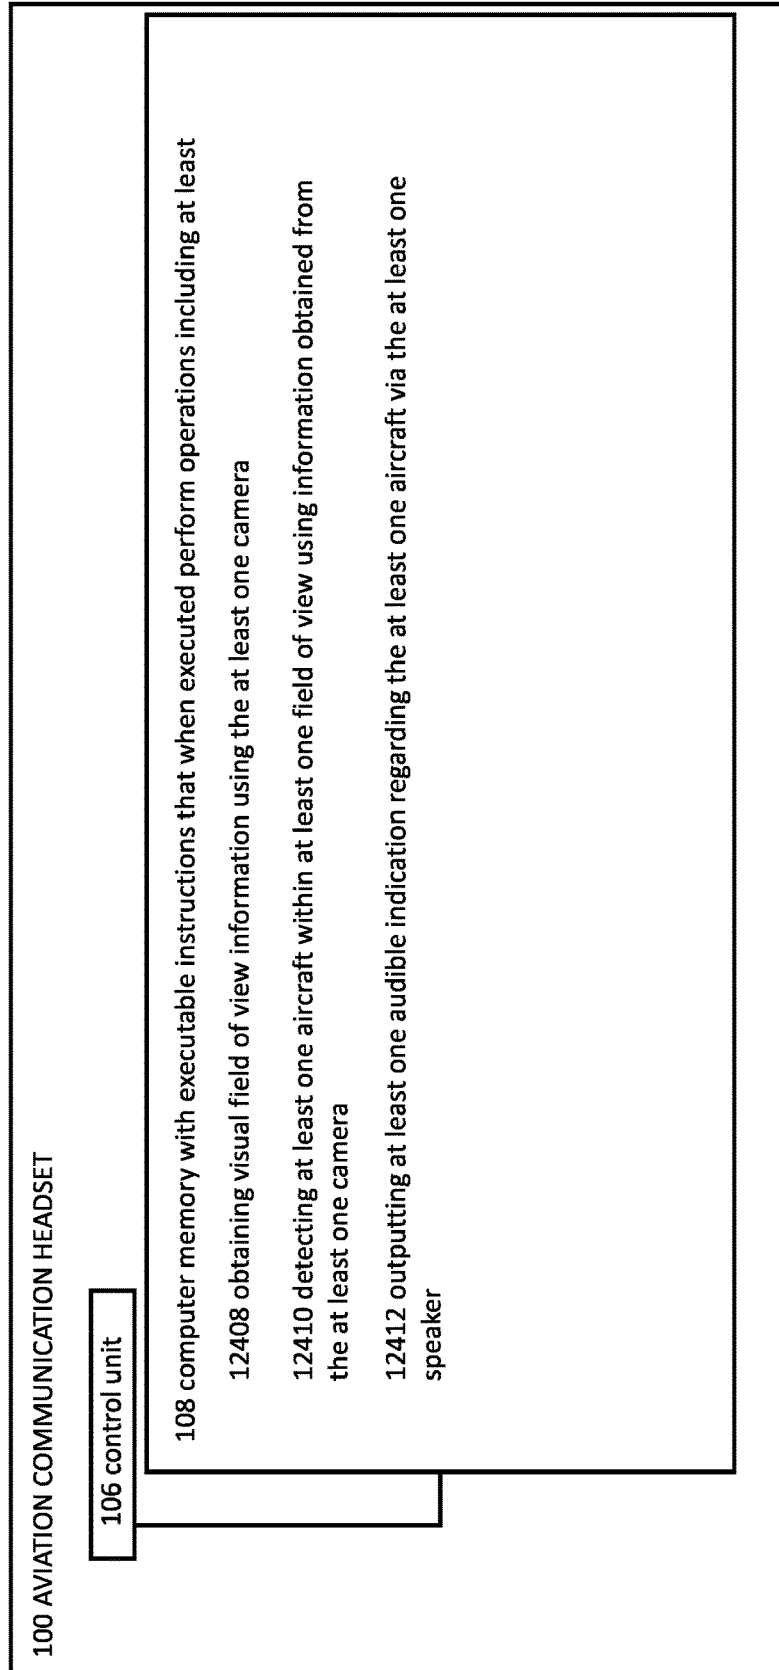 100 AVIATION COMMUNICATION HEADSET
106 control unit
108 computer memory with executable instructions that when executed perform operations including at least
12408 obtaining visual field of view information using the at least one camera
12410 detecting at least one aircraft within at least one field of view using information obtained from
the at least one camera
12412 outputting at least one audible indication regarding the at least one aircraft via the at least one
speaker